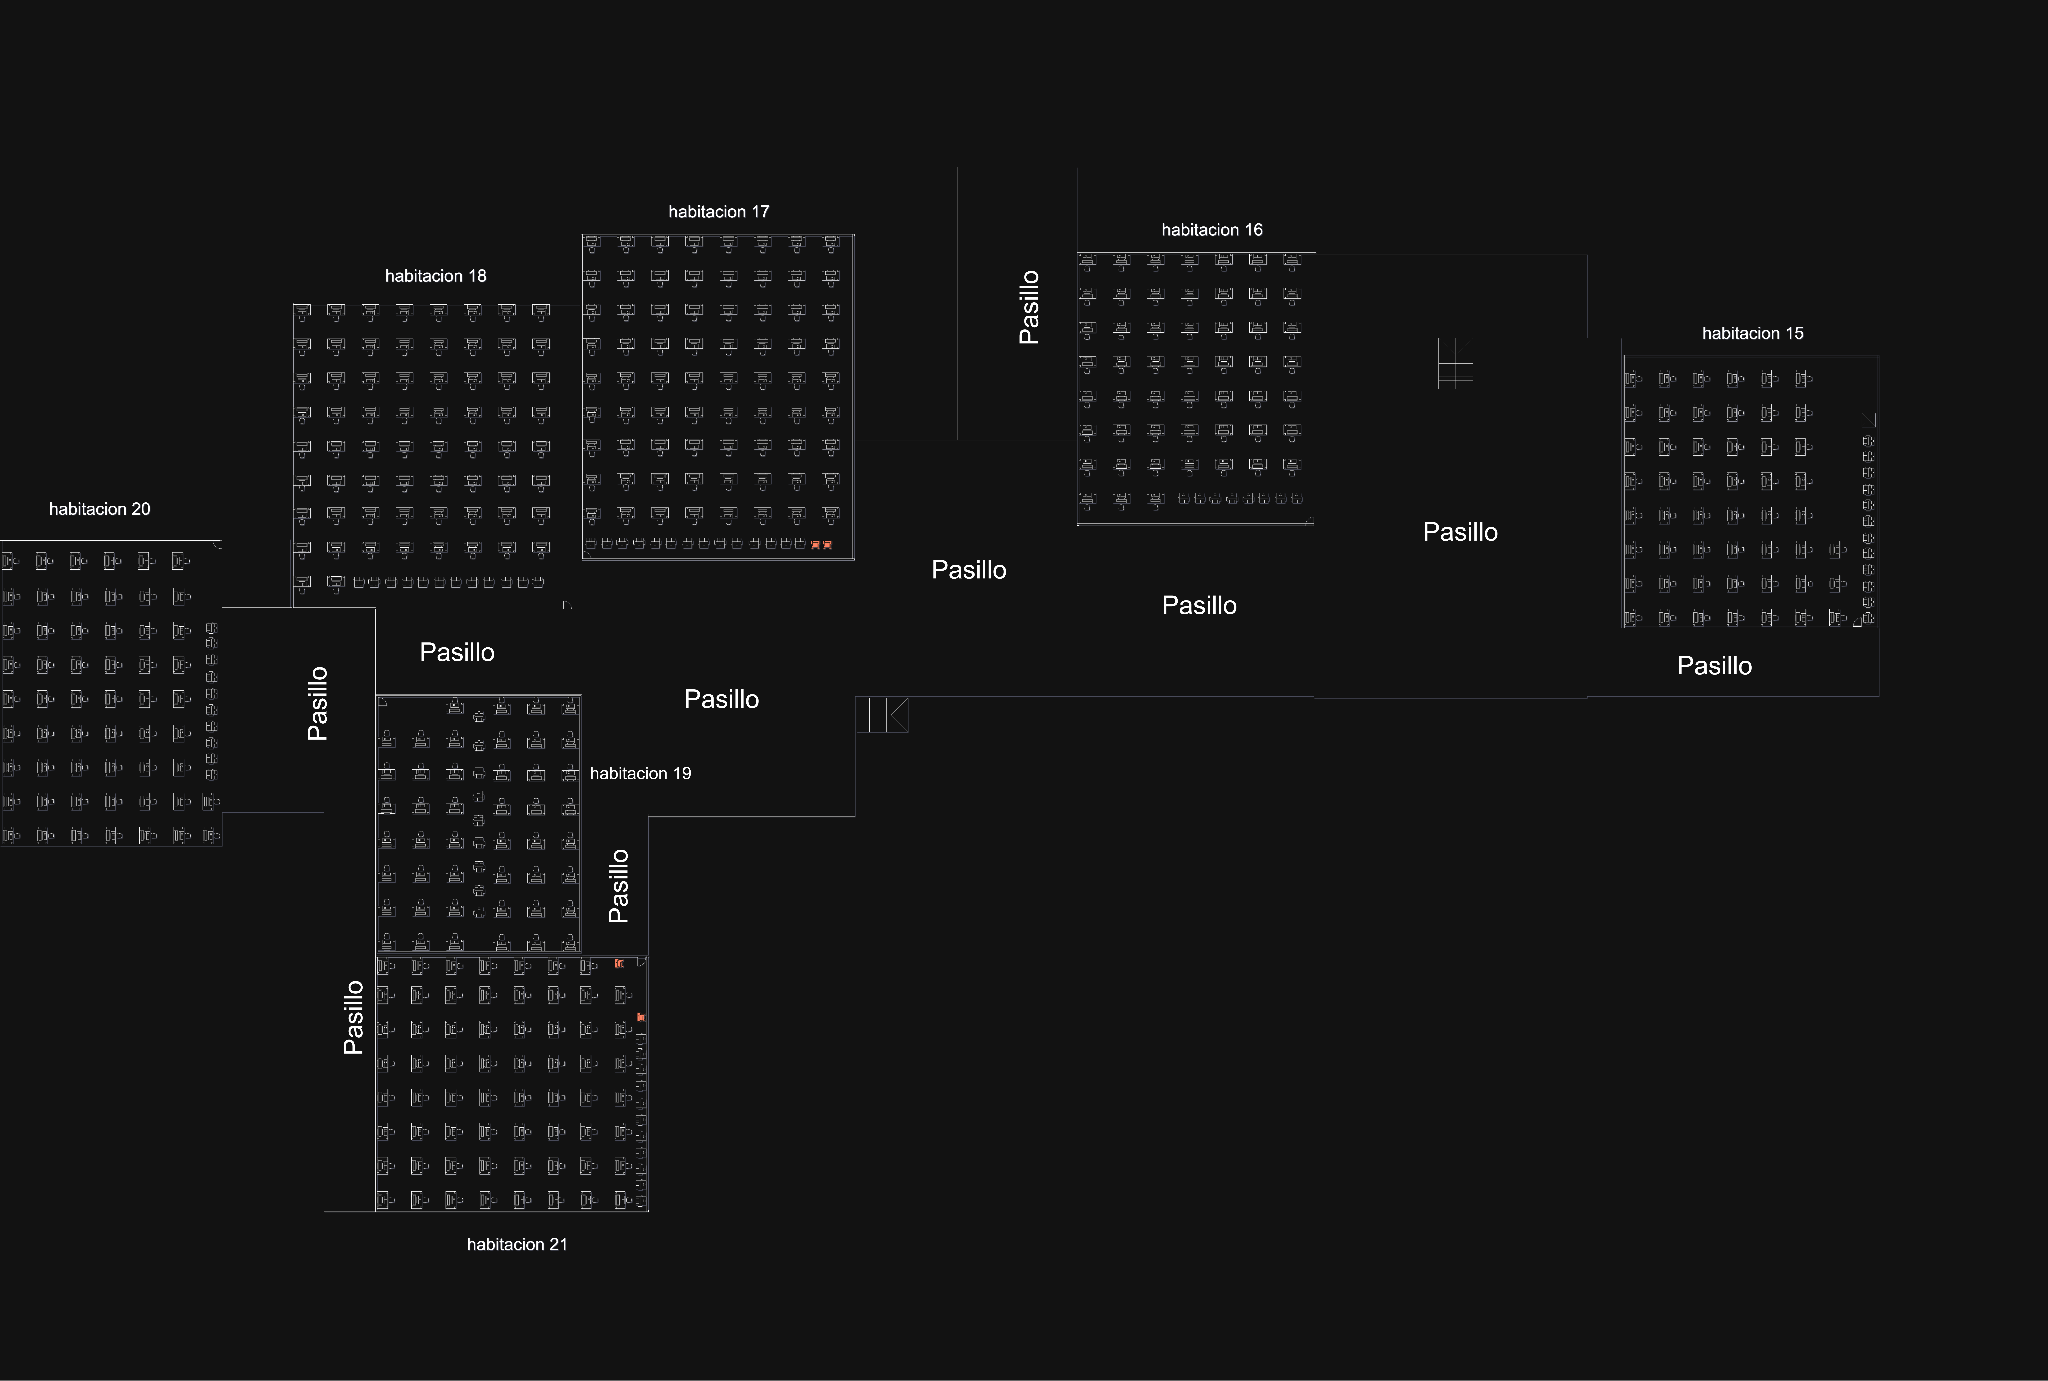 habitacion 17
habitacion 16
habitacion 18
Pasillo
habitacion 15
habitacion 20
Pasillo
Pasillo
Pasillo
Pasillo
Pasillo
Pasillo
Pasillo
habitacion 19
Pasillo
Pasillo
habitacion 21